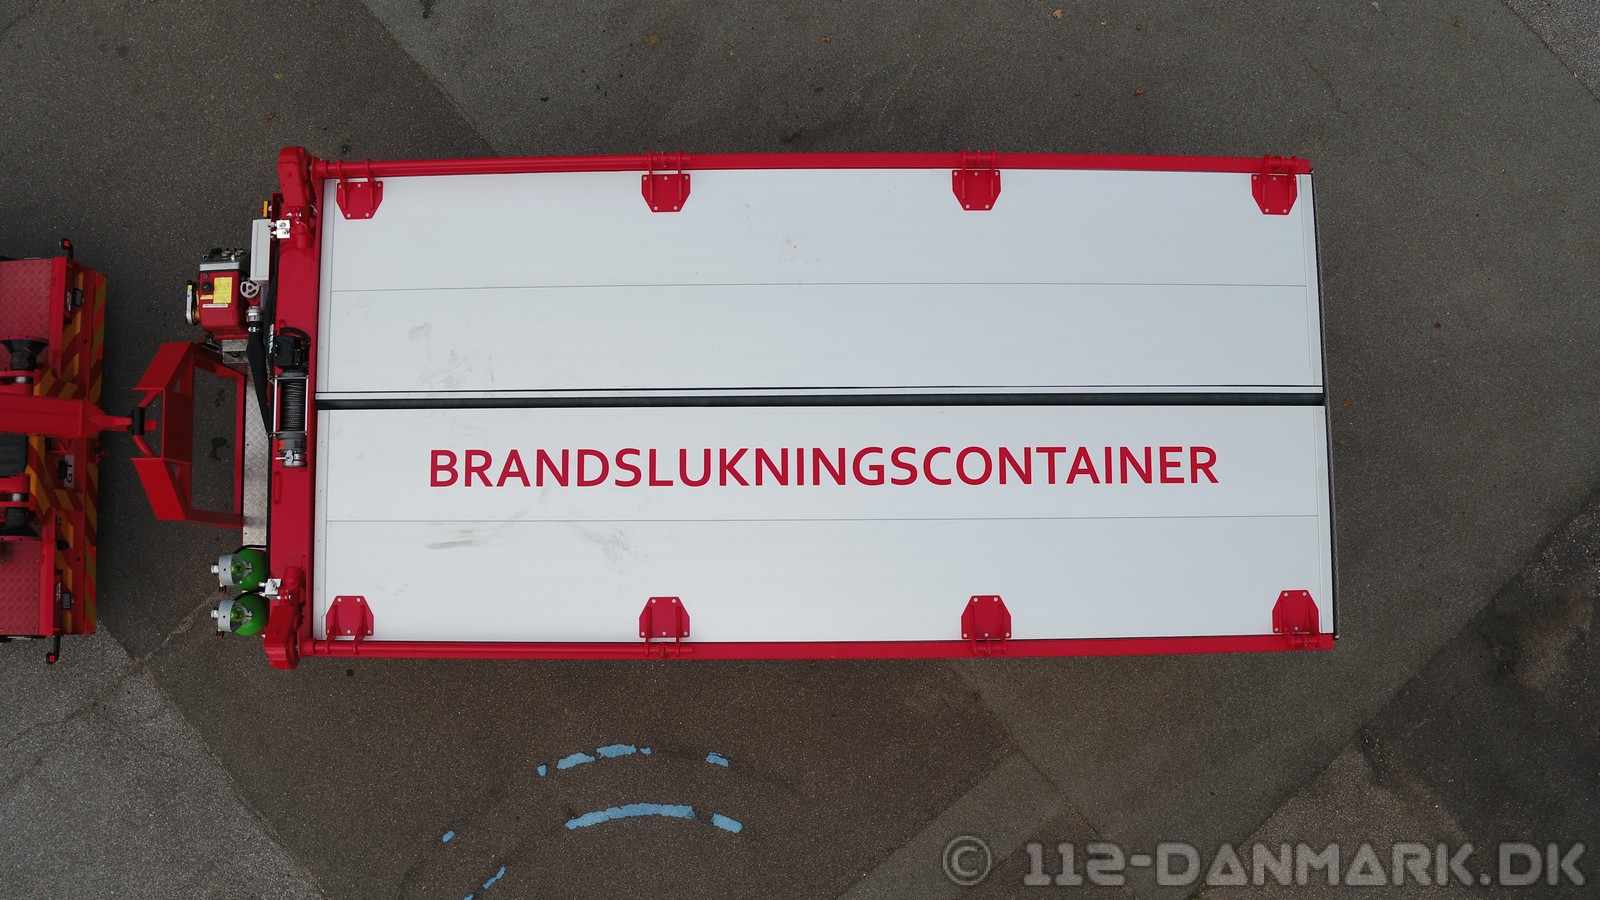 BRANDSLUKNINGSCONTAINER
© 112-DANMARK.DK